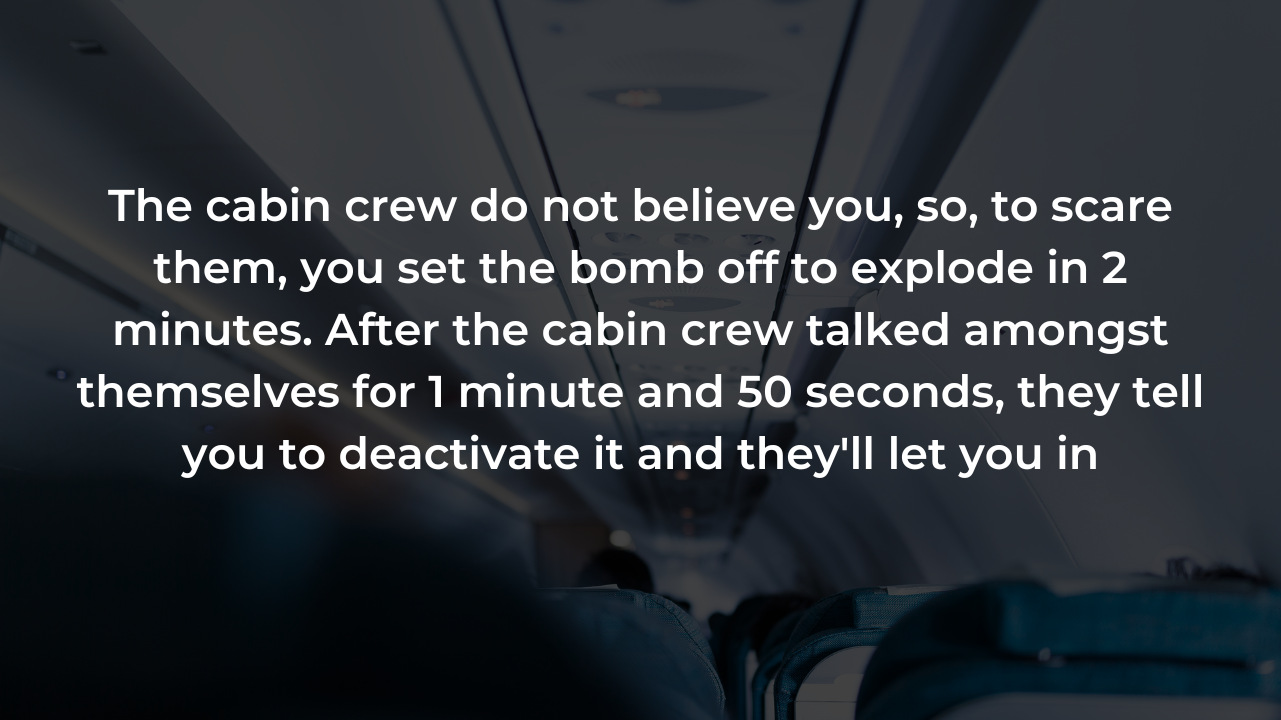 The cabin crew do not believe you, so, to scare
them, you set the bomb off to explode in 2
minutes. After the cabin crew talked amongst
themselves for 1 minute and 50 seconds, they tell
you to deactivate it and they'll let you in